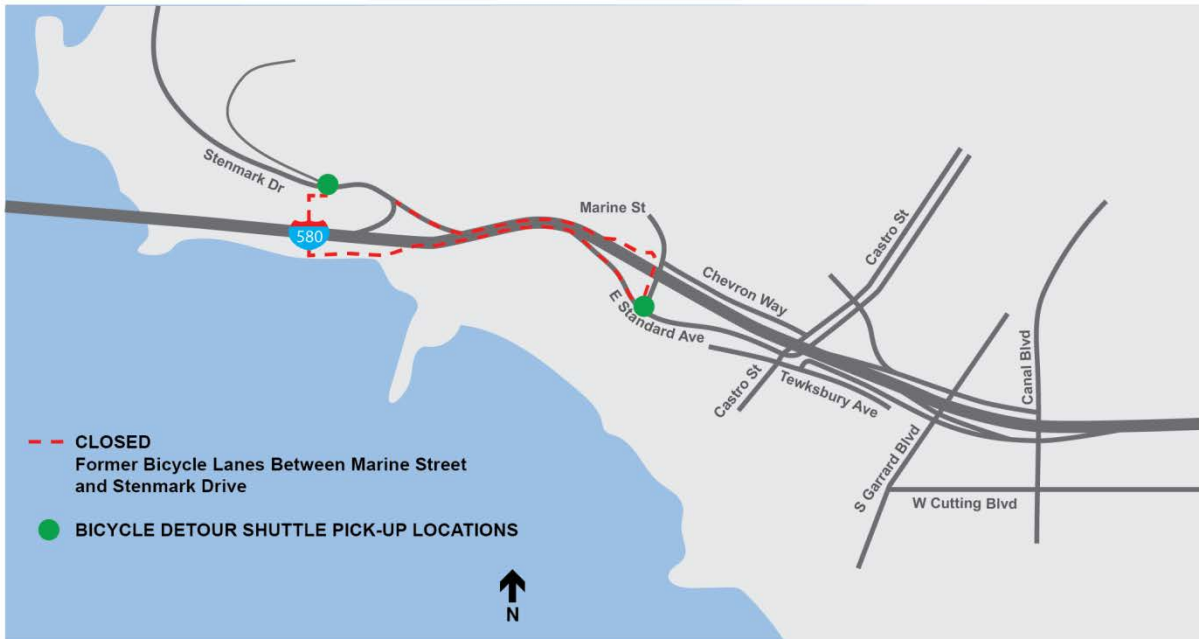 Stenmark Dr
580
Marine St
Castro St
Chevron Way
E Standard Ave
Castro St
Tewksbury Ave
Canal Blvd
S Garrard Blvd
W Cutting Blvd
CLOSED
Former Bicycle Lanes Between Marine Street
and Stenmark Drive
BICYCLE DETOUR SHUTTLE PICK-UP LOCATIONS
N